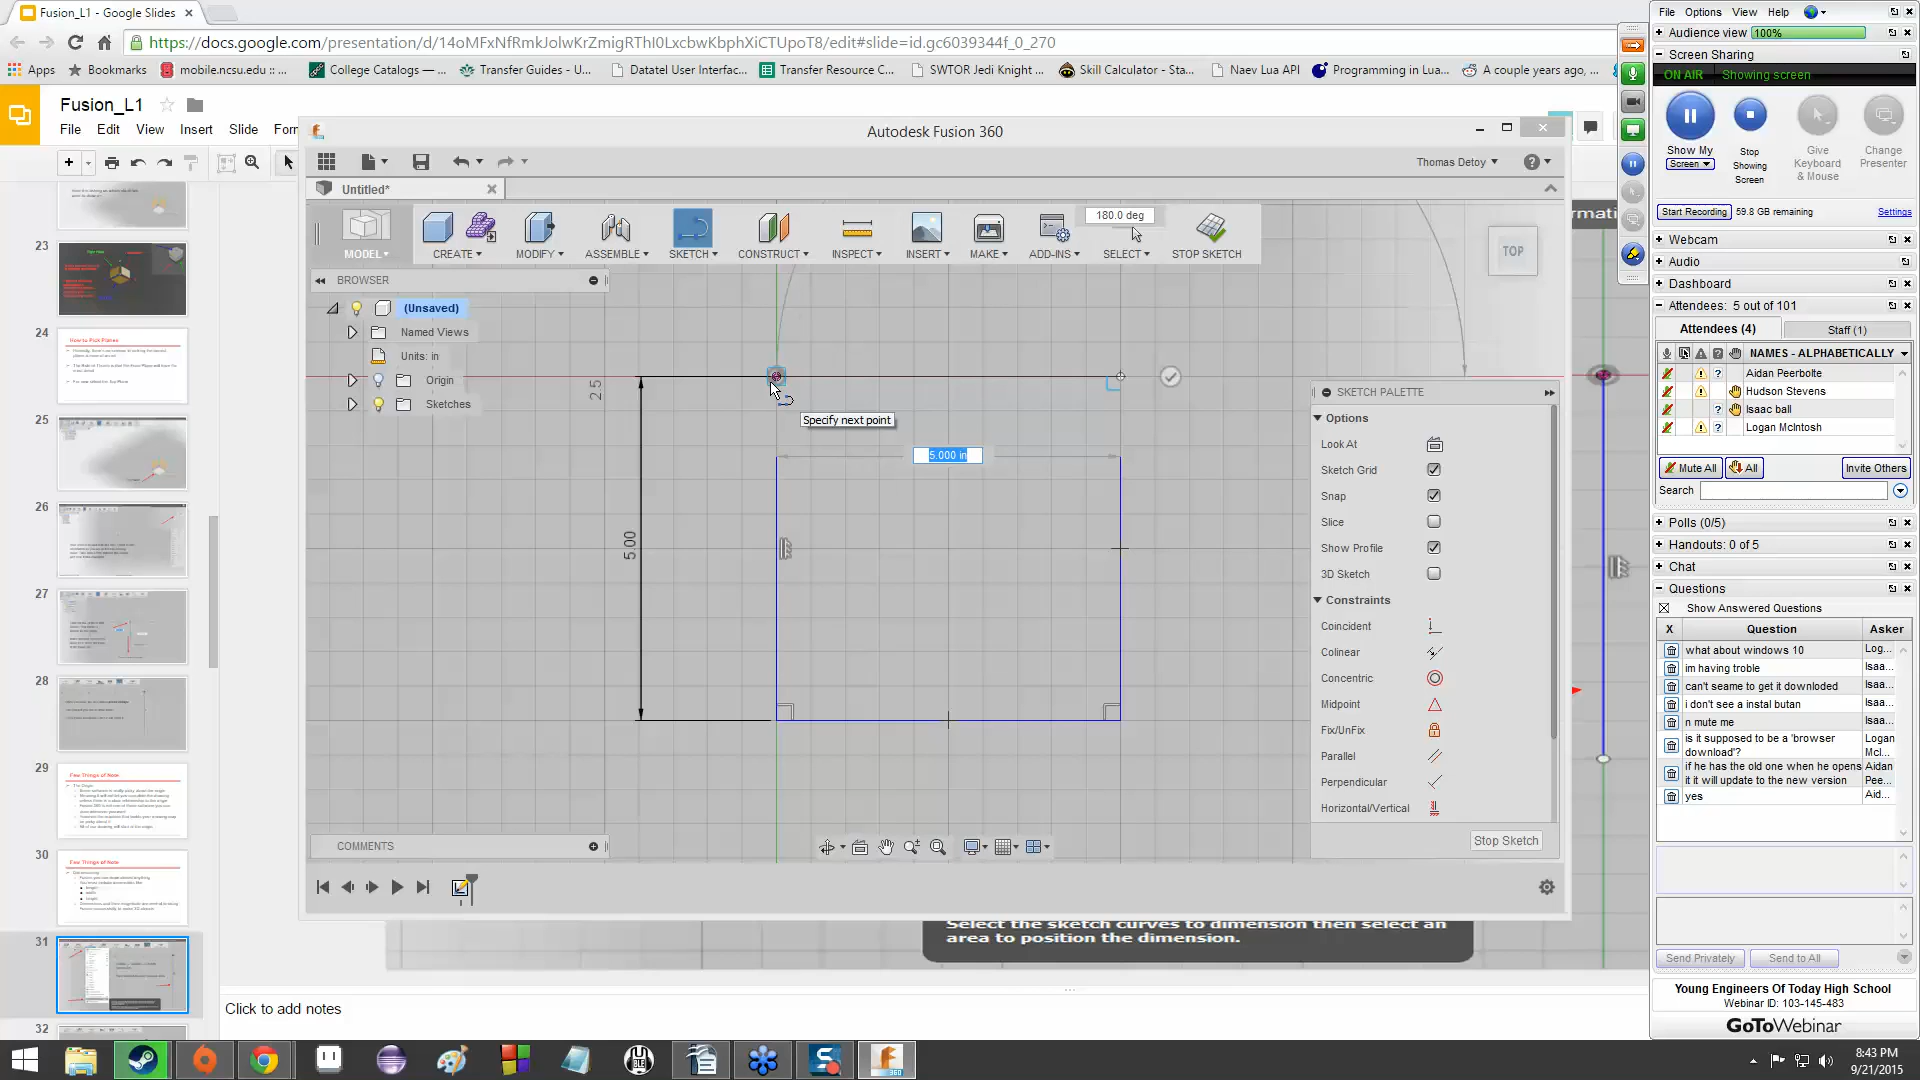 Fusion_L1 - Google Slides
https://docs.google.com/presentation/d/14oMFxNfRmkJolwKrZmigRThI0LxcbwKbphXiCTUpoT8/edit#slide=id.gc6039344f_0_270
Apps
Bookmarks
mobile.ncsu.edu :: ...
College Catalogs — ...
Transfer Guides - U...
Datatel User Interfac...
Transfer Resource C...
SWTOR Jedi Knight ...
Skill Calculator - Sta...
Naev Lua API
Programming in Lua...
A couple years ago, ...
Fusion_L1
File Edit View Insert Slide Forn
23
24
How to Pick Planes
25
26
27
28
29
Few Things of Note
30
Few Things of Note
31
32
Autodesk Fusion 360
Thomas Detoy
Untitled*
MODEL
CREATE
MODIFY
ASSEMBLE
SKETCH
CONSTRUCT
INSPECT
INSERT
MAKE
ADD-INS
SELECT
STOP SKETCH
180.0 deg
TOP
BROWSER
(Unsaved)
Named Views
Units: in
Origin
Sketches
2.5
5.00
Specify next point
5.000 in
SKETCH PALETTE
Options
Look At
Sketch Grid
Snap
Slice
Show Profile
3D Sketch
Constraints
Coincident
Colinear
Concentric
Midpoint
Fix/UnFix
Parallel
Perpendicular
Horizontal/Vertical
Stop Sketch
COMMENTS
Select the sketch curves to dimension then select an
area to position the dimension.
Click to add notes
File Options View Help
Audience view 100%
Screen Sharing
ON AIR Showing screen
Show My
Screen
Stop
Showing
Screen
Give
Keyboard
& Mouse
Change
Presenter
Start Recording 59.8 GB remaining Settings
Webcam
Audio
Dashboard
Attendees: 5 out of 101
Attendees (4) Staff (1)
NAMES - ALPHABETICALLY
Aidan Peerbolte
Hudson Stevens
Isaac ball
Logan McIntosh
Mute All All Invite Others
Search
Polls (0/5)
Handouts: 0 of 5
Chat
Questions
Show Answered Questions
X Question Asker
what about windows 10 Log...
im having troble Isaa...
can't seame to get it downloded Isaa...
i don't see a instal butan Isaa...
n mute me Isaa...
is it supposed to be a 'browser Logan
download'? McI...
if he has the old one when he opens Aidan
it it will update to the new version Pee...
yes Aid...
Send Privately Send to All
Young Engineers Of Today High School
Webinar ID: 103-145-483
GoToWebinar
8:43 PM
9/21/2015